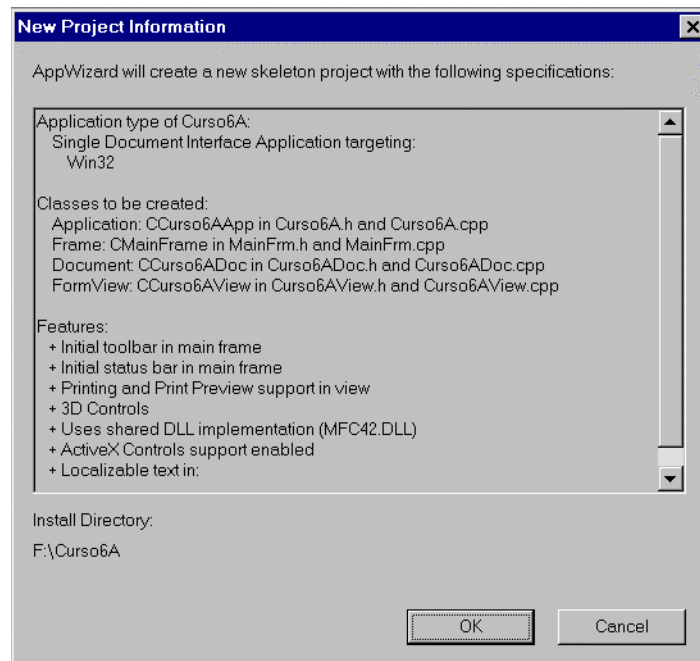 New Project Information
AppWizard will create a new skeleton project with the following specifications:
Application type of Curso6A:
Single Document Interface Application targeting:
Win32
Classes to be created:
Application: CCurso6AApp in Curso6A.h and Curso6A.cpp
Frame: CMainFrame in MainFrm.h and MainFrm.cpp
Document: CCurso6ADoc in Curso6ADoc.h and Curso6ADoc.cpp
FormView: CCurso6AView in Curso6AView.h and Curso6AView.cpp
Features:
+ Initial toolbar in main frame
+ Initial status bar in main frame
+ Printing and Print Preview support in view
+ 3D Controls
+ Uses shared DLL implementation (MFC42.DLL)
+ ActiveX Controls support enabled
+ Localizable text in:
Install Directory:
F:\Curso6A
OK Cancel